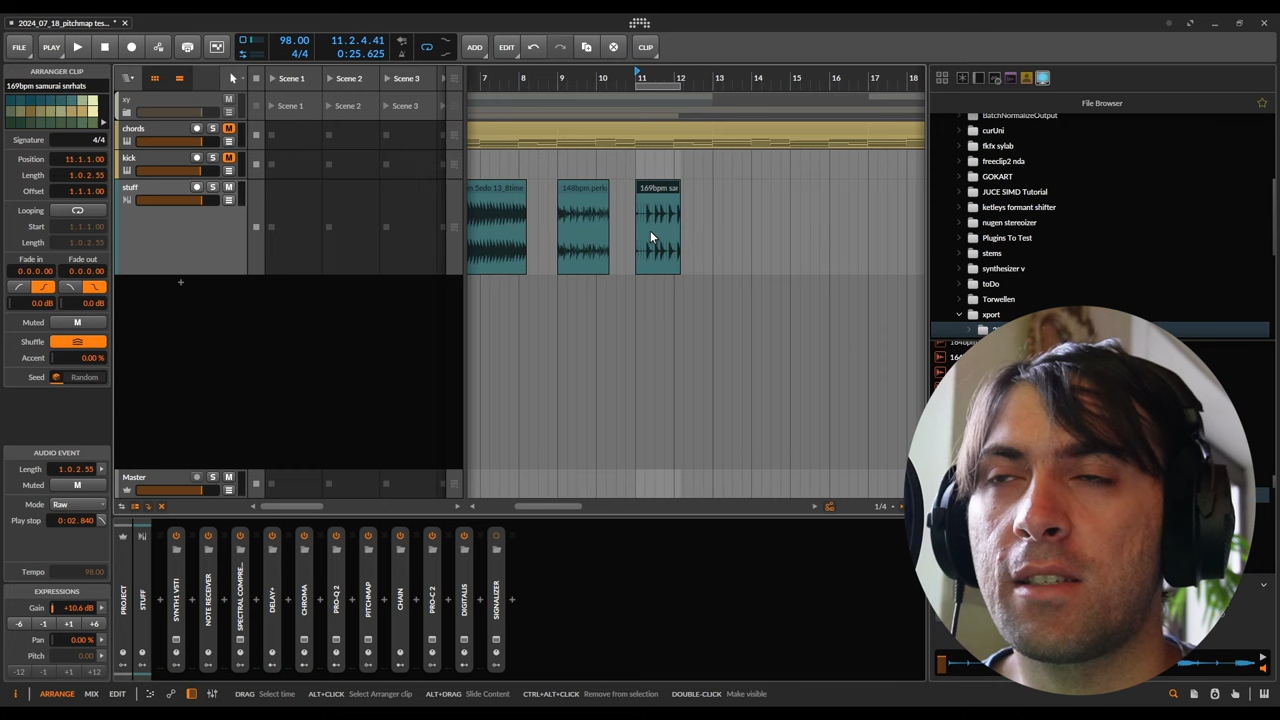 2024_07_18_pitchmap tes... * ×
FILE PLAY 98.00 4/4 11.2.4.41 0:25.625 ADD EDIT CLIP
ARRANGER CLIP
169bpm samurai snrhats
Signature 4/4
Position 11.1.1.00
Length 1.0.2.55
Offset 1.1.1.00
Looping
Start 1.1.1.00
Length 1.0.2.55
Fade in Fade out
0.0.0.00 0.0.0.00
0.0 dB 0.0 dB
Muted M
Shuffle
Accent 0.00 %
Seed Random
AUDIO EVENT
Length 1.0.2.55
Muted M
Mode Raw
Play stop 0:02.840
Tempo 98.00
EXPRESSIONS
Gain +10.6 dB
-6 -1 +1 +6
Pan 0.00 %
Pitch 0.00
-12 -1 +1 +12
Scene 1 Scene 2 Scene 3
xy M
Scene 1 Scene 2 Scene 3
chords S M
kick S M
stuff S M
Master S M
7 8 9 10 11 12 13 14 15 16 17 18
n 5edo 13_8time
148bpm perk
169bpm sar
1/4
PROJECT
STUFF
SYNTH1 VSTI
NOTE RECEIVER
SPECTRAL COMPRE...
DELAY+
CHROMA
PRO-Q 2
PITCHMAP
CHAIN
PRO-C 2
DIGITALIS
SIGNALIZER
File Browser
BatchNormalizeOutput
curUni
fkfx sylab
freeclip2 nda
GOKART
JUCE SIMD Tutorial
ketleys formant shifter
nugen stereoizer
Plugins To Test
stems
synthesizer v
toDo
Torwellen
xport
i ARRANGE MIX EDIT
DRAG Select time ALT+CLICK Select Arranger clip ALT+DRAG Slide Content CTRL+ALT+CLICK Remove from selection DOUBLE-CLICK Make visible